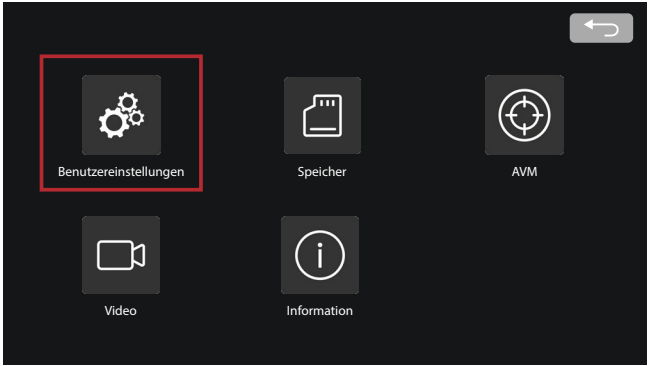 Benutzereinstellungen
Speicher
AVM
Video
Information